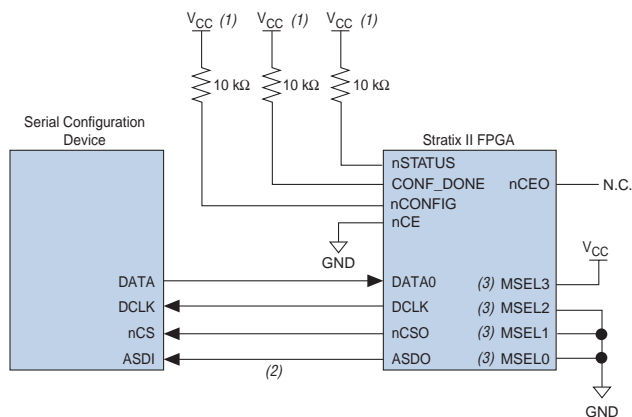 VCC (1) VCC (1) VCC (1)
10 kΩ 10 kΩ 10 kΩ
Serial Configuration
Device
Stratix II FPGA
nSTATUS
CONF_DONE nCEO N.C.
nCONFIG
nCE
GND
VCC
DATA DATA0 (3) MSEL3
DCLK DCLK (3) MSEL2
nCS nCSO (3) MSEL1
ASDI (2) ASDO (3) MSEL0
GND